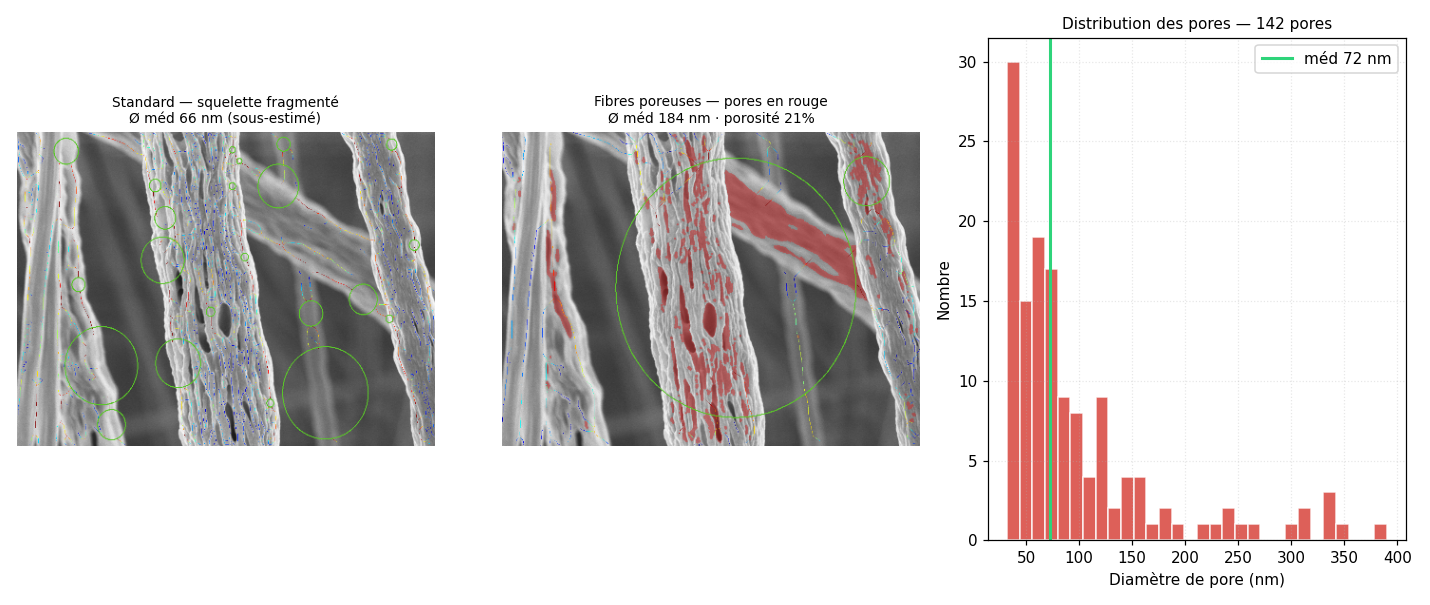 Standard — squelette fragmenté
Ø méd 66 nm (sous-estimé)
Fibres poreuses — pores en rouge
Ø méd 184 nm · porosité 21%
Distribution des pores — 142 pores
méd 72 nm
Nombre
30
25
20
15
10
5
0
50
100
150
200
250
300
350
400
Diamètre de pore (nm)